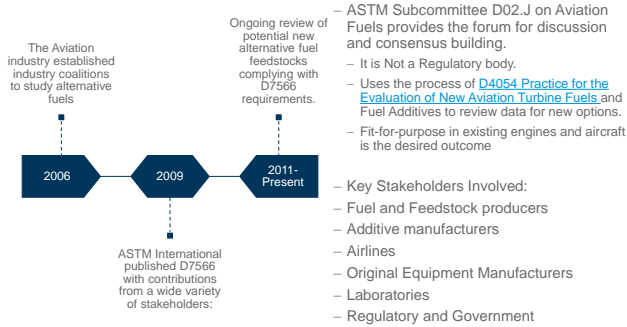 The Aviation
industry established
industry coalitions
to study alternative
fuels
Ongoing review of
potential new
alternative fuel
feedstocks
complying with
D7566
requirements.
2006
2009
2011-
Present
ASTM International
published D7566
with contributions
from a wide variety
of stakeholders:
– ASTM Subcommittee D02.J on Aviation
Fuels provides the forum for discussion
and consensus building.
– It is Not a Regulatory body.
– Uses the process of D4054 Practice for the
Evaluation of New Aviation Turbine Fuels and
Fuel Additives to review data for new options.
– Fit-for-purpose in existing engines and aircraft
is the desired outcome
– Key Stakeholders Involved:
– Fuel and Feedstock producers
– Additive manufacturers
– Airlines
– Original Equipment Manufacturers
– Laboratories
– Regulatory and Government